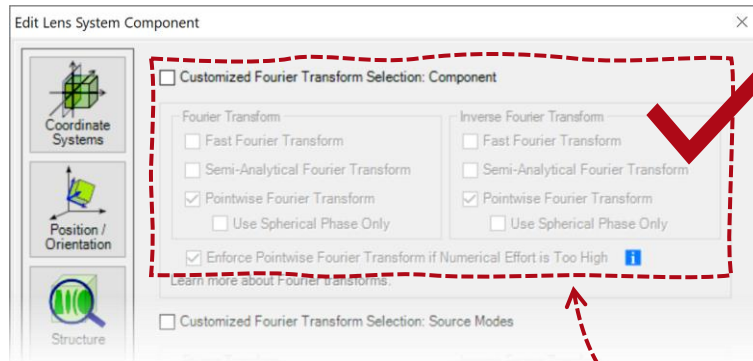 Edit Lens System Component
Coordinate
Systems
Position /
Orientation
Structure
Customized Fourier Transform Selection: Component
Fourier Transform
Fast Fourier Transform
Semi-Analytical Fourier Transform
Pointwise Fourier Transform
Use Spherical Phase Only
Inverse Fourier Transform
Fast Fourier Transform
Semi-Analytical Fourier Transform
Pointwise Fourier Transform
Use Spherical Phase Only
Enforce Pointwise Fourier Transform if Numerical Effort is Too High
Learn more about Fourier transforms.
Customized Fourier Transform Selection: Source Modes